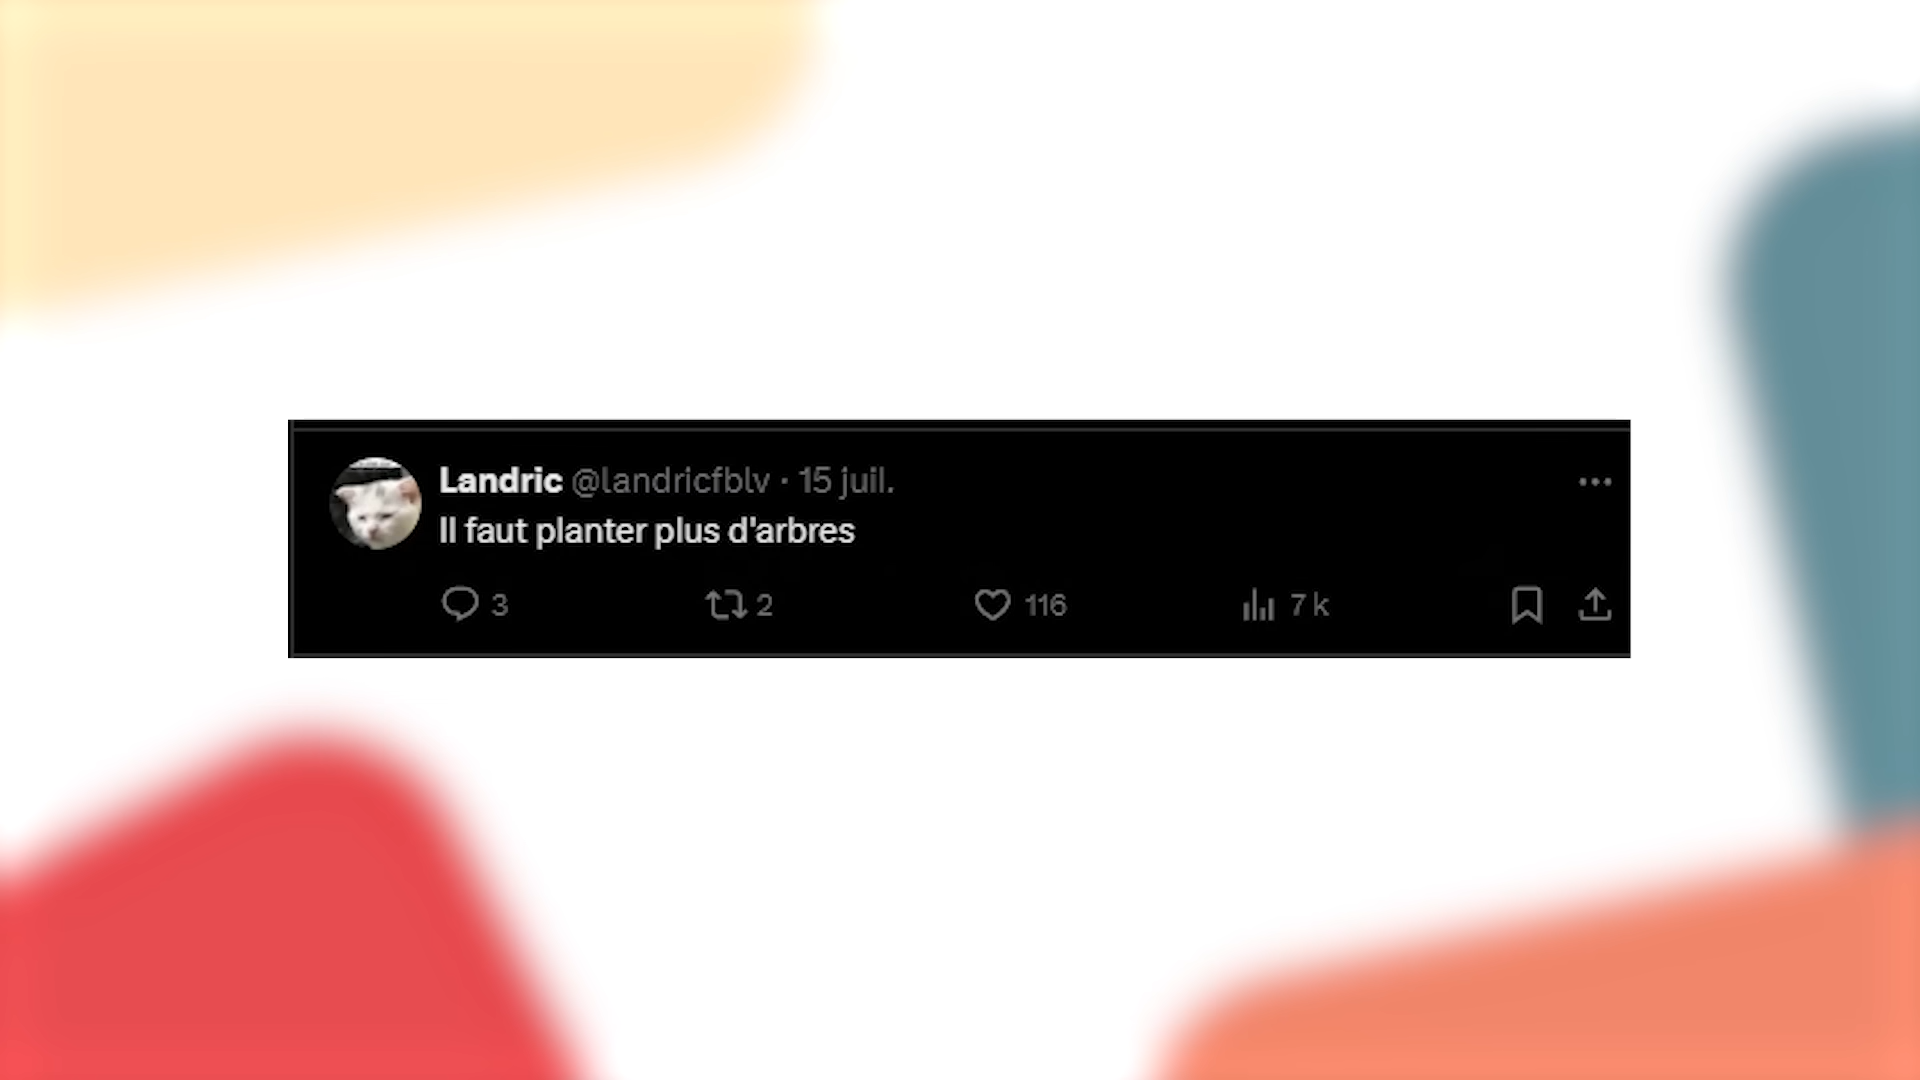 Landric @landricfblv · 15 juil.
Il faut planter plus d'arbres
3 2 116 7 k